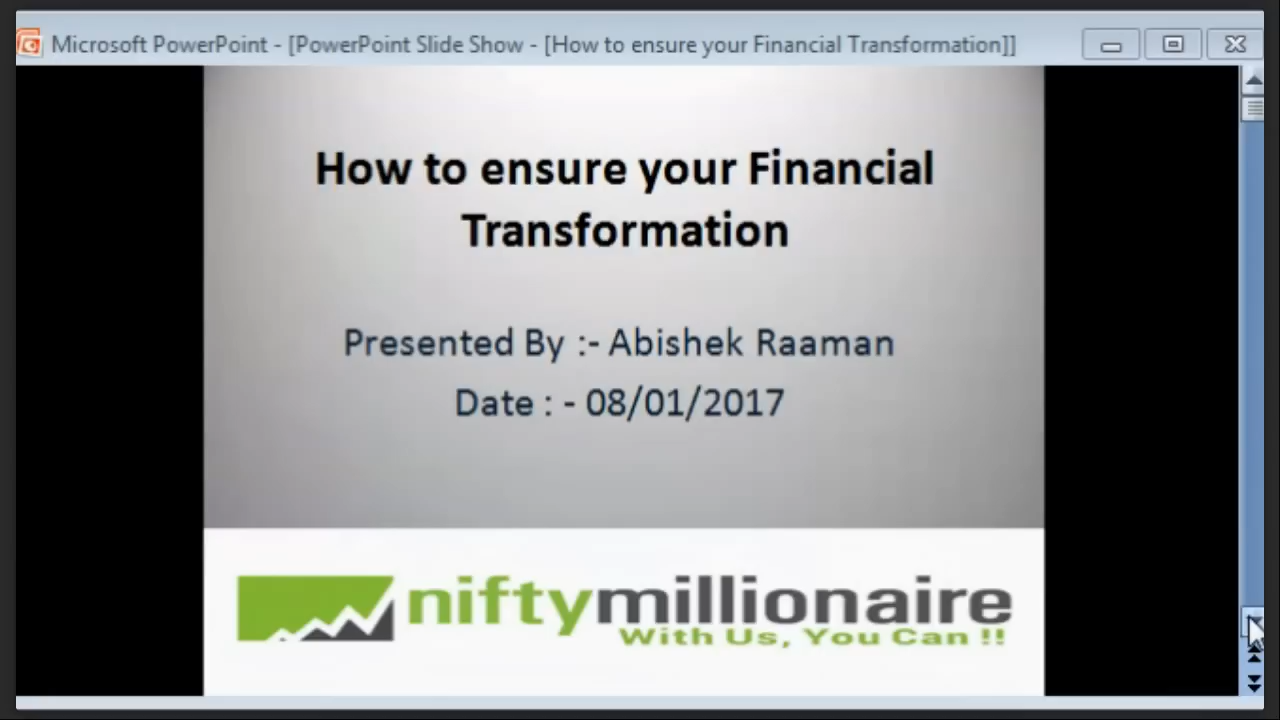 Microsoft PowerPoint - [PowerPoint Slide Show - [How to ensure your Financial Transformation]]
How to ensure your Financial
Transformation
Presented By :- Abishek Raaman
Date : - 08/01/2017
niftymillionaire
With Us, You Can !!